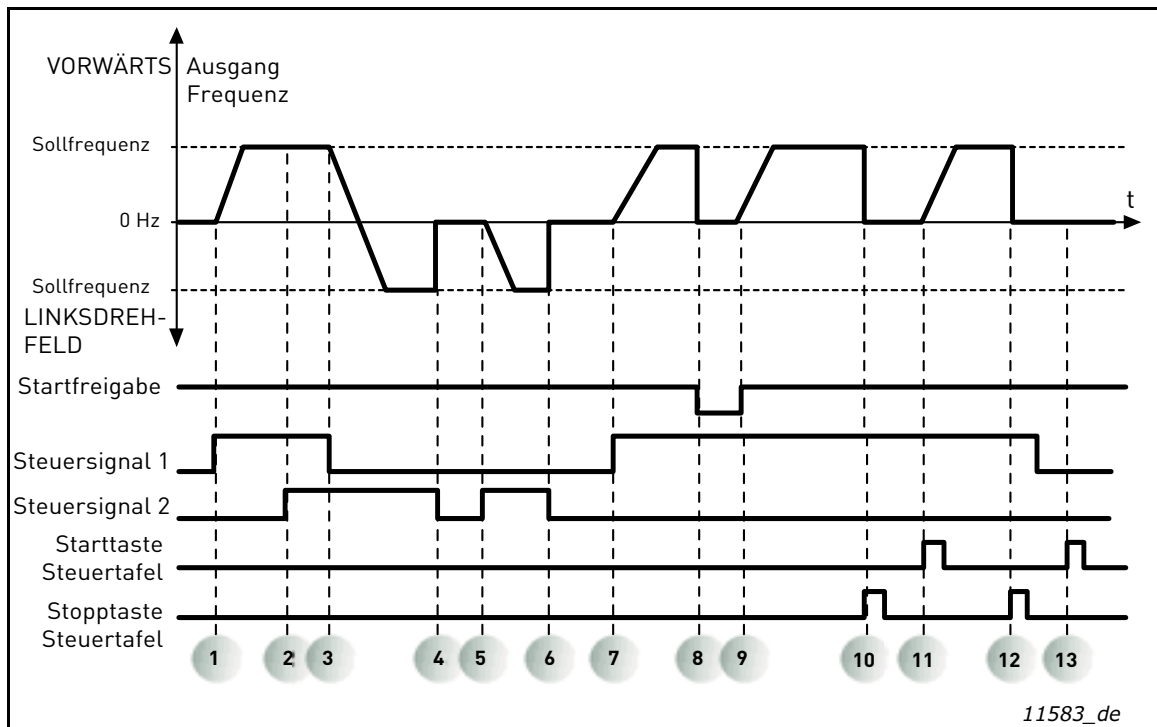 VORWÄRTS
Ausgang
Frequenz
Sollfrequenz
t
0 Hz
Sollfrequenz
LINKSDREH-
FELD
Startfreigabe
Steuersignal 1
Steuersignal 2
Starttaste
Steuertafel
Stopptaste
Steuertafel
1 2 3 4 5 6 7 8 9 10 11 12 13
11583_de